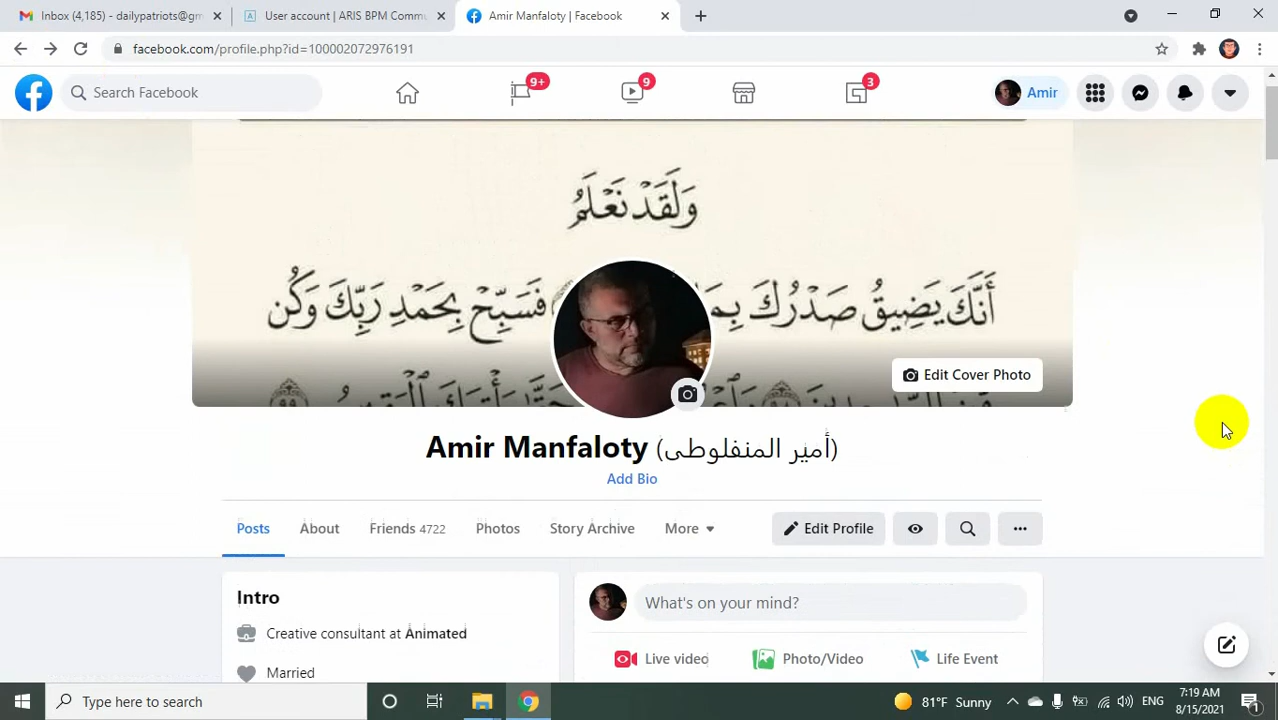 Inbox (4,185) - dailypatriots@gm
User account | ARIS BPM Commu
Amir Manfaloty | Facebook
facebook.com/profile.php?id=100002072976191
Search Facebook
9+
9
3
Amir
وَلَقَدْ نَعْلَمُ
أَنَّكَ يَضِيقُ صَدْرُكَ بِمَا فَسَبِّحْ بِحَمْدِ رَبِّكَ وَكُن
Edit Cover Photo
Amir Manfaloty (أمير المنفلوطى)
Add Bio
Posts About Friends 4722 Photos Story Archive More Edit Profile
Intro
Creative consultant at Animated
Married
What's on your mind?
Live video Photo/Video Life Event
Type here to search
81°F Sunny
ENG
7:19 AM
8/15/2021
1